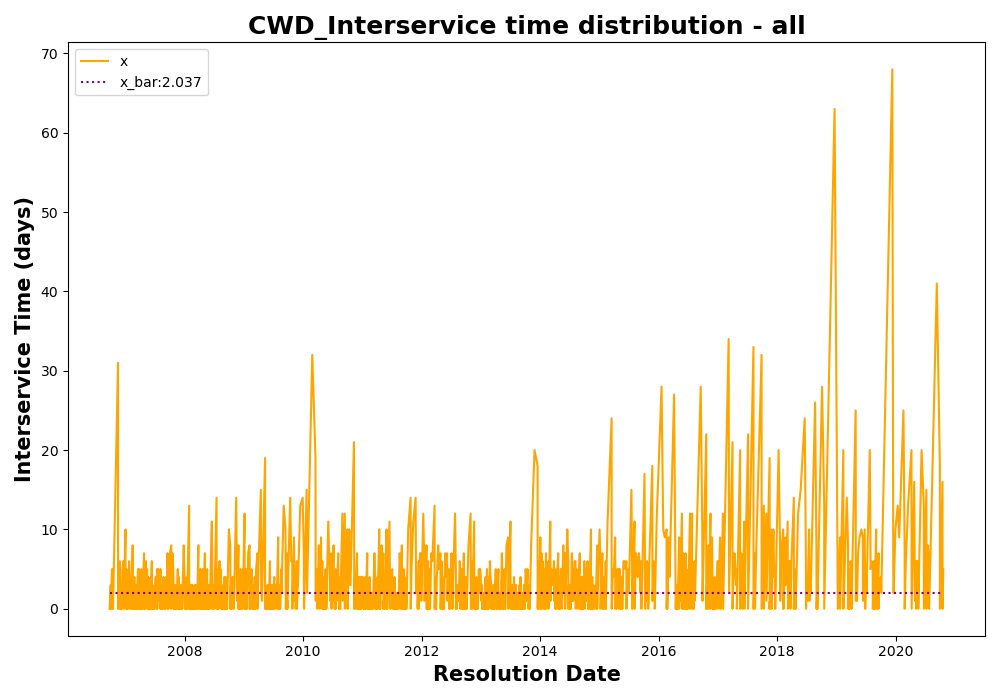 CWD_Interservice time distribution - all
x
x_bar:2.037
Interservice Time (days)
70
60
50
40
30
20
10
0
2008 2010 2012 2014 2016 2018 2020
Resolution Date